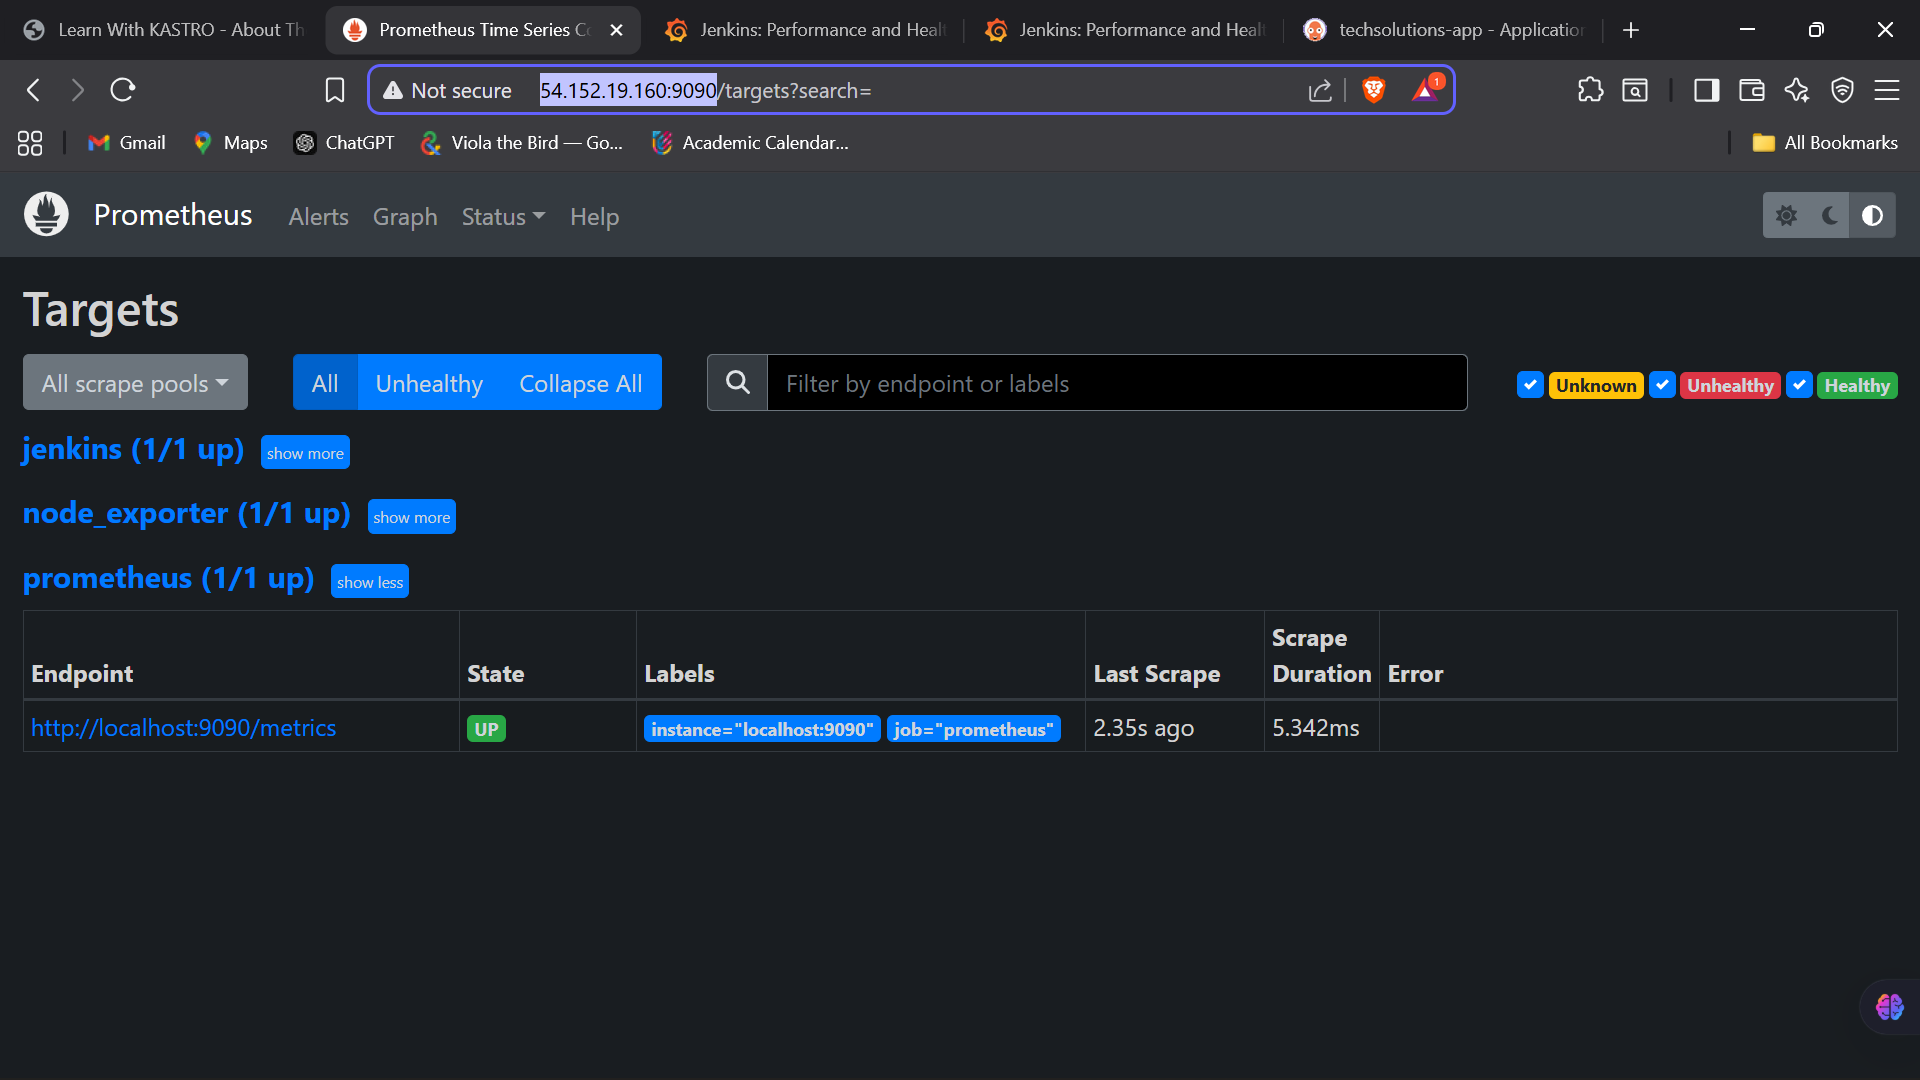 Learn With KASTRO - About Th
Prometheus Time Series Co
Jenkins: Performance and Heal
Jenkins: Performance and Heal
techsolutions-app - Application
Not secure 54.152.19.160:9090/targets?search=
1
Gmail Maps ChatGPT Viola the Bird — Go... Academic Calendar... All Bookmarks
Prometheus Alerts Graph Status Help
Targets
All scrape pools All Unhealthy Collapse All Filter by endpoint or labels Unknown Unhealthy Healthy
jenkins (1/1 up) show more
node_exporter (1/1 up) show more
prometheus (1/1 up) show less
Endpoint State Labels Last Scrape Scrape Duration Error
http://localhost:9090/metrics UP instance="localhost:9090" job="prometheus" 2.35s ago 5.342ms